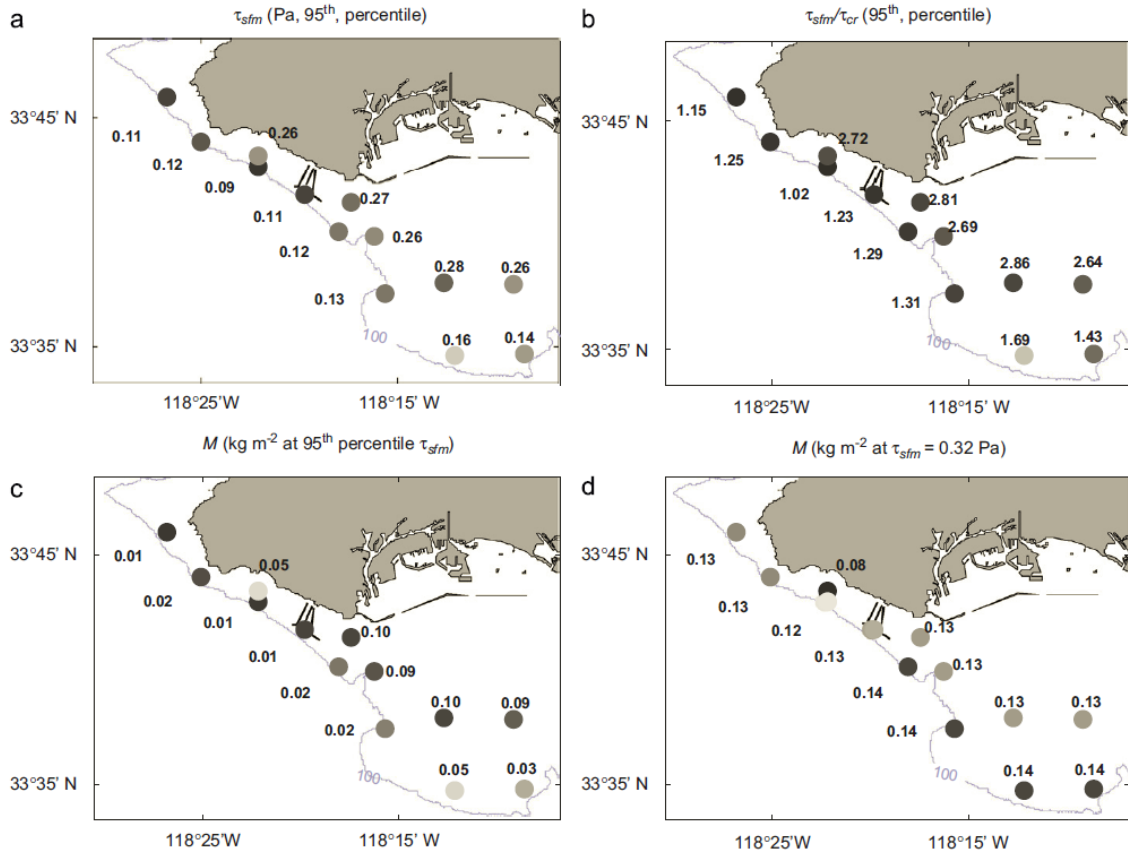 a
τsfm (Pa, 95th, percentile)
33°45' N
33°35' N
118°25'W
118°15' W
0.11
0.12
0.26
0.09
0.11
0.27
0.12
0.26
0.13
0.28
0.26
0.16
0.14
100
b
τsfm/τcr (95th, percentile)
33°45' N
33°35' N
118°25'W
118°15' W
1.15
1.25
2.72
1.02
1.23
2.81
1.29
2.69
1.31
2.86
2.64
1.69
1.43
100
c
M (kg m-2 at 95th percentile τsfm)
33°45' N
33°35' N
118°25'W
118°15' W
0.01
0.02
0.05
0.01
0.01
0.10
0.02
0.09
0.02
0.10
0.09
0.05
0.03
100
d
M (kg m-2 at τsfm = 0.32 Pa)
33°45' N
33°35' N
118°25'W
118°15' W
0.13
0.13
0.08
0.12
0.13
0.13
0.14
0.13
0.14
0.13
0.13
0.14
0.14
100